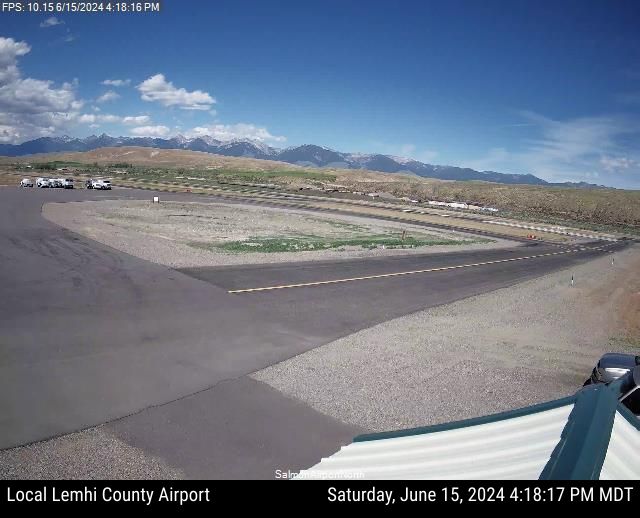 FPS: 10.15 6/15/2024 4:18:16 PM
Local Lemhi County Airport
Saturday, June 15, 2024 4:18:17 PM MDT